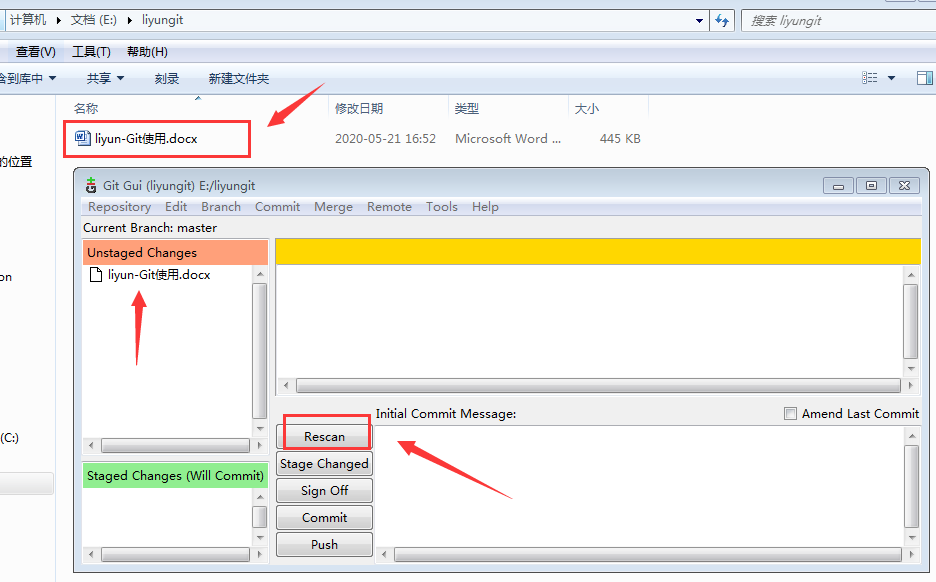 计算机 ▸ 文档 (E:) ▸ liyungit
搜索 liyungit
查看(V) 工具(T) 帮助(H)
含到库中 共享 刻录 新建文件夹
名称 修改日期 类型 大小
liyun-Git使用.docx 2020-05-21 16:52 Microsoft Word ... 445 KB
的位置
Git Gui (liyungit) E:/liyungit
Repository Edit Branch Commit Merge Remote Tools Help
Current Branch: master
Unstaged Changes
liyun-Git使用.docx
on
(C:)
Initial Commit Message:
Amend Last Commit
Rescan
Stage Changed
Staged Changes (Will Commit)
Sign Off
Commit
Push